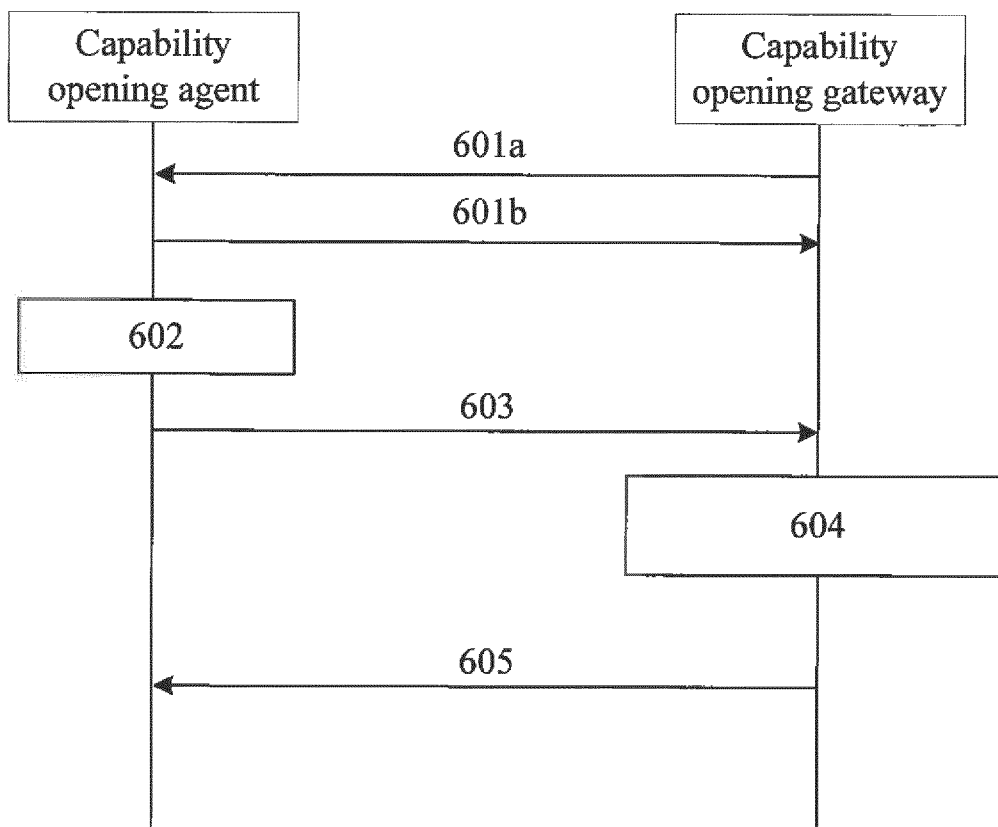 Capability
opening agent
Capability
opening gateway
601a
601b
602
603
604
605